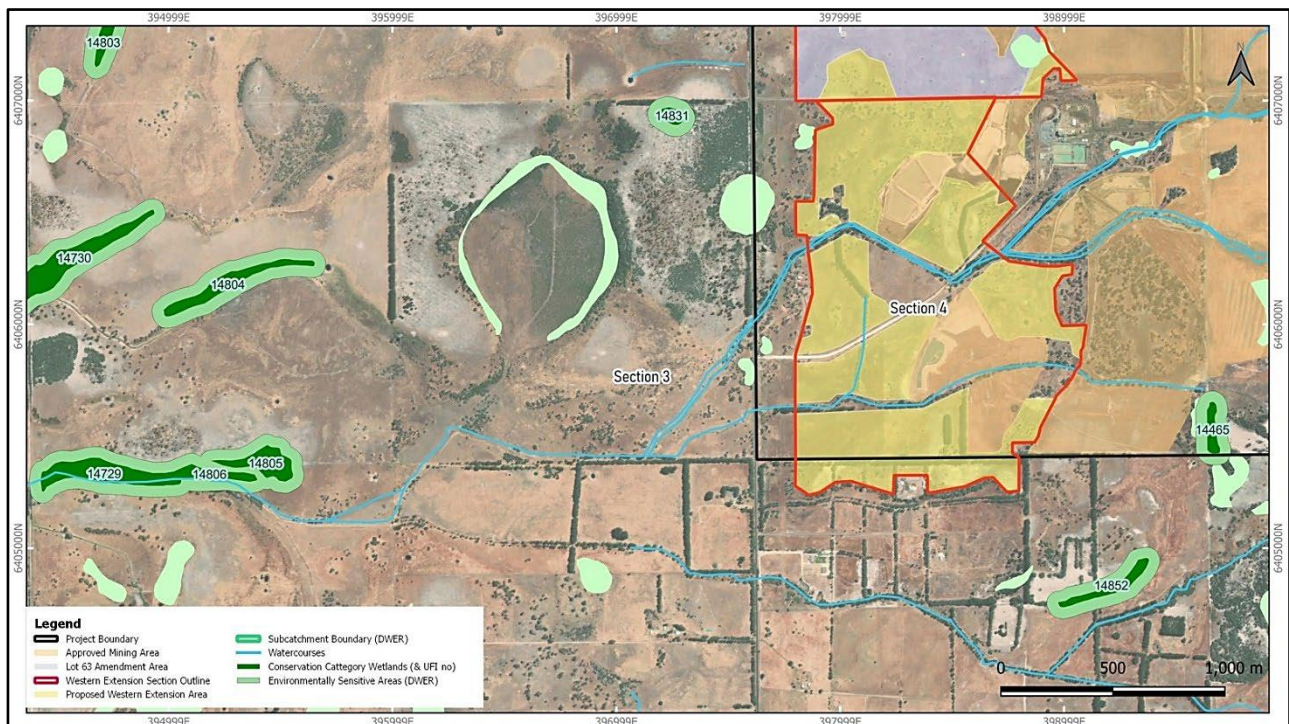 394999E 395999E 396999E 397999E 398999E
14803
N
6407000N
6407000N
14831
14730
14804
6406000N
6406000N
Section 4
Section 3
14465
14729
14806
14805
6405000N
6405000N
14852
Legend
Project Boundary
Approved Mining Area
Lot 63 Amendment Area
Western Extension Section Outline
Proposed Western Extension Area
Subcatchment Boundary (DWER)
Watercourses
Conservation Cattegory Wetlands (& UFI no)
Environmentally Sensitive Areas (DWER)
0 500 1,000 m
394999E 395999E 396999E 397999E 398999E